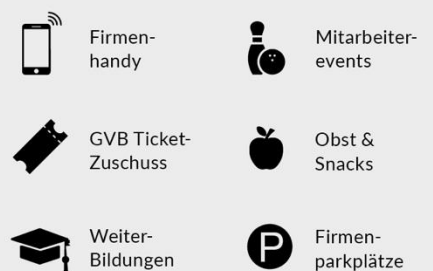 Firmen-
handy
Mitarbeiter-
events
GVB Ticket-
Zuschuss
Obst &
Snacks
Weiter-
Bildungen
P
Firmen-
parkplätze